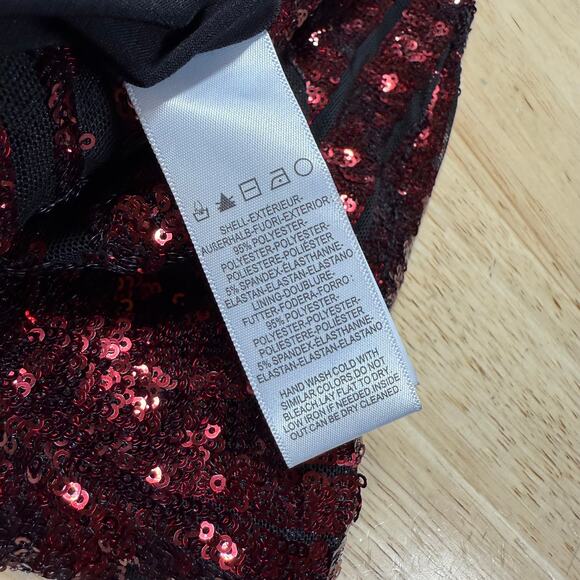 SHELL-EXTÉRIEUR-
AUßERHALB-FUORI-EXTERIOR
95% POLYESTER-
POLYESTER-POLYESTER-
POLIESTERE-POLIÉSTER
5% SPANDEX-ÉLASTHANNE-
ELASTAN-ELASTAN-ELASTANO
LINING-DOUBLURE-
FUTTER-FODERA-FORRO-
95% POLYESTER-
POLYESTER-POLYESTER-
POLIESTERE-POLIÉSTER
5% SPANDEX-ÉLASTHANNE-
ELASTAN-ELASTAN-ELASTANO
HAND WASH COLD WITH
SIMILAR COLORS DO NOT
BLEACH LAY FLAT TO DRY
LOW IRON IF NEEDED INSIDE
OUT CAN BE DRY CLEANED